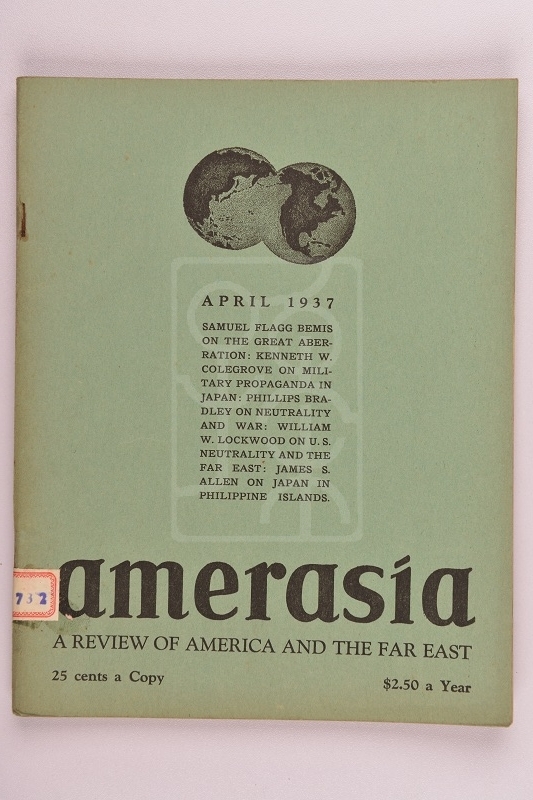 APRIL 1937
SAMUEL FLAGG BEMIS
ON THE GREAT ABER-
RATION: KENNETH W.
COLEGROVE ON MILI-
TARY PROPAGANDA IN
JAPAN: PHILLIPS BRA-
DLEY ON NEUTRALITY
AND WAR: WILLIAM
W. LOCKWOOD ON U.S.
NEUTRALITY AND THE
FAR EAST: JAMES S.
ALLEN ON JAPAN IN
PHILIPPINE ISLANDS.
732
amerasia
A REVIEW OF AMERICA AND THE FAR EAST
25 cents a Copy
$2.50 a Year